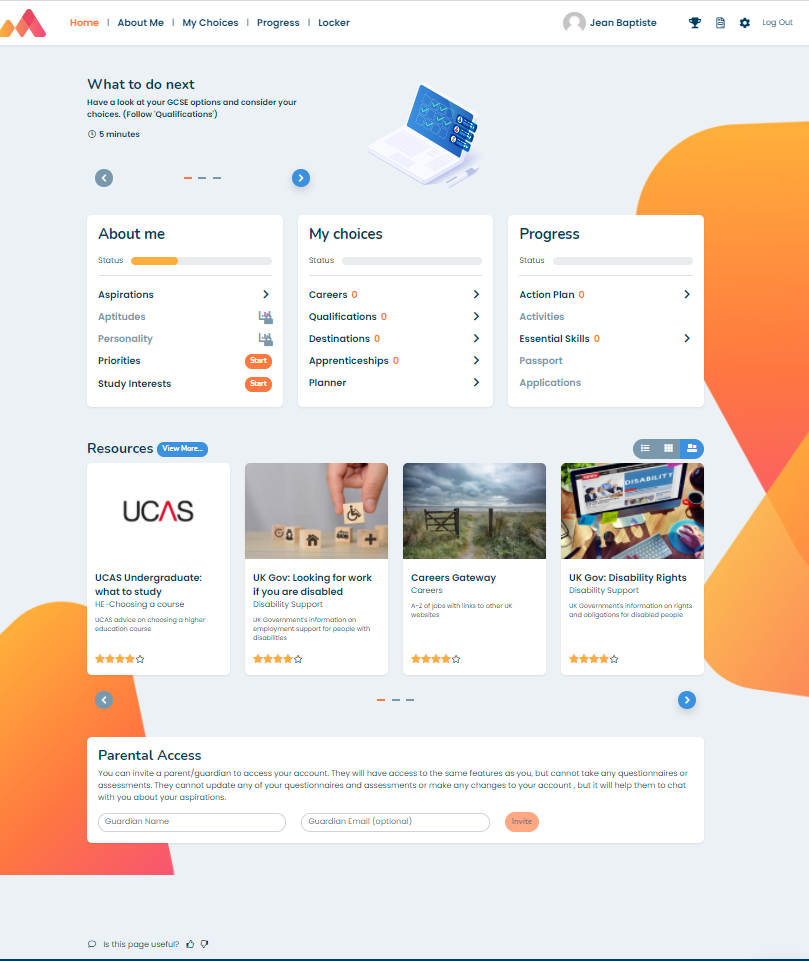 Home | About Me | My Choices | Progress | Locker
Jean Baptiste
Log Out
What to do next
Have a look at your GCSE options and consider your
choices. (Follow 'Qualifications')
5 minutes
About me
Status
Aspirations
Aptitudes
Personality
Priorities Start
Study Interests Start
My choices
Status
Careers 0
Qualifications 0
Destinations 0
Apprenticeships 0
Planner
Progress
Status
Action Plan 0
Activities
Essential Skills 0
Passport
Applications
Resources View More...
UCAS
UCAS Undergraduate:
what to study
HE-Choosing a course
UCAS advice on choosing a higher
education course
UK Gov: Looking for work
if you are disabled
Disability Support
UK Government's information on
employment support for people with
disabilities
Careers Gateway
Careers
A-Z of jobs with links to other UK
websites
DISABILITY
UK Gov: Disability Rights
Disability Support
UK Government's information on rights
and obligations for disabled people
Parental Access
You can invite a parent/guardian to access your account. They will have access to the same features as you, but cannot take any questionnaires or
assessments. They cannot update any of your questionnaires and assessments or make any changes to your account , but it will help them to chat
with you about your aspirations.
Guardian Name
Guardian Email (optional)
Invite
Is this page useful?